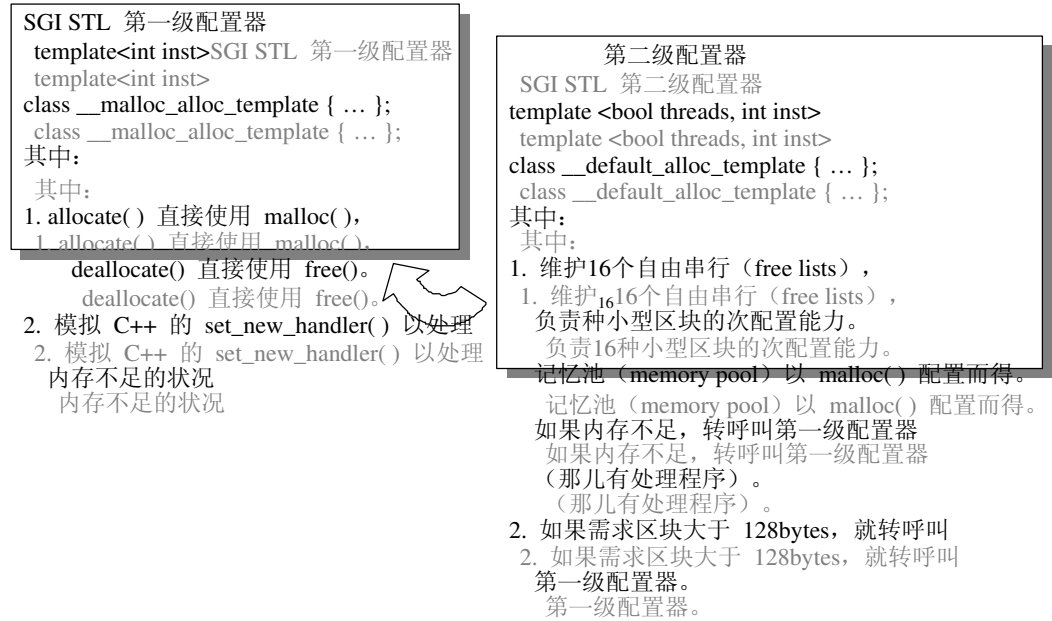 SGI STL 第一级配置器
template<int inst>SGI STL 第一级配置器
template<int inst>
class __malloc_alloc_template { … };
class __malloc_alloc_template { … };
其中：
其中：
1. allocate( ) 直接使用 malloc( )，
1. allocate( ) 直接使用 malloc( )，
deallocate() 直接使用 free()。
deallocate() 直接使用 free()。
2. 模拟 C++ 的 set_new_handler( ) 以处理
2. 模拟 C++ 的 set_new_handler( ) 以处理
内存不足的状况
内存不足的状况
第二级配置器
SGI STL 第二级配置器
template <bool threads, int inst>
template <bool threads, int inst>
class __default_alloc_template { … };
class __default_alloc_template { … };
其中：
其中：
1. 维护16个自由串行（free lists），
1. 维护1616个自由串行（free lists），
负责种小型区块的次配置能力。
负责16种小型区块的次配置能力。
记忆池（memory pool）以 malloc( ) 配置而得。
记忆池（memory pool）以 malloc( ) 配置而得。
如果内存不足，转呼叫第一级配置器
如果内存不足，转呼叫第一级配置器
（那儿有处理程序）。
（那儿有处理程序）。
2. 如果需求区块大于 128bytes，就转呼叫
2. 如果需求区块大于 128bytes，就转呼叫
第一级配置器。
第一级配置器。